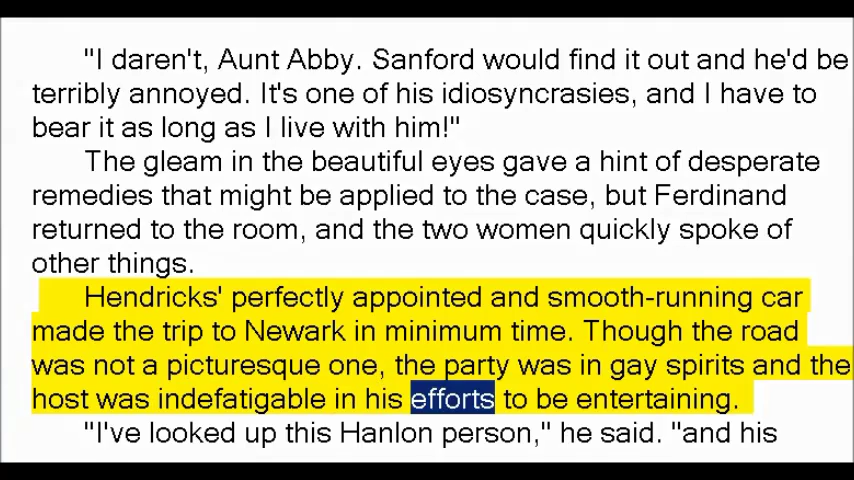 "I daren't, Aunt Abby. Sanford would find it out and he'd be
terribly annoyed. It's one of his idiosyncrasies, and I have to
bear it as long as I live with him!"
The gleam in the beautiful eyes gave a hint of desperate
remedies that might be applied to the case, but Ferdinand
returned to the room, and the two women quickly spoke of
other things.
Hendricks' perfectly appointed and smooth-running car
made the trip to Newark in minimum time. Though the road
was not a picturesque one, the party was in gay spirits and the
host was indefatigable in his efforts to be entertaining.
"I've looked up this Hanlon person," he said. "and his